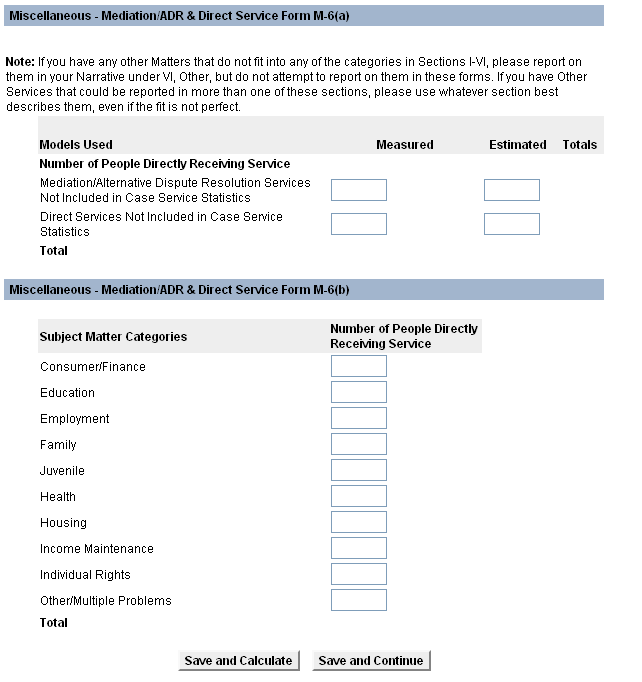 Miscellaneous - Mediation/ADR & Direct Service Form M-6(a)
Note: If you have any other Matters that do not fit into any of the categories in Sections I-VI, please report on
them in your Narrative under VI, Other, but do not attempt to report on them in these forms. If you have Other
Services that could be reported in more than one of these sections, please use whatever section best
describes them, even if the fit is not perfect.
Models Used Measured Estimated Totals
Number of People Directly Receiving Service
Mediation/Alternative Dispute Resolution Services
Not Included in Case Service Statistics
Direct Services Not Included in Case Service
Statistics
Total
Miscellaneous - Mediation/ADR & Direct Service Form M-6(b)
Subject Matter Categories Number of People Directly
Receiving Service
Consumer/Finance
Education
Employment
Family
Juvenile
Health
Housing
Income Maintenance
Individual Rights
Other/Multiple Problems
Total
Save and Calculate Save and Continue